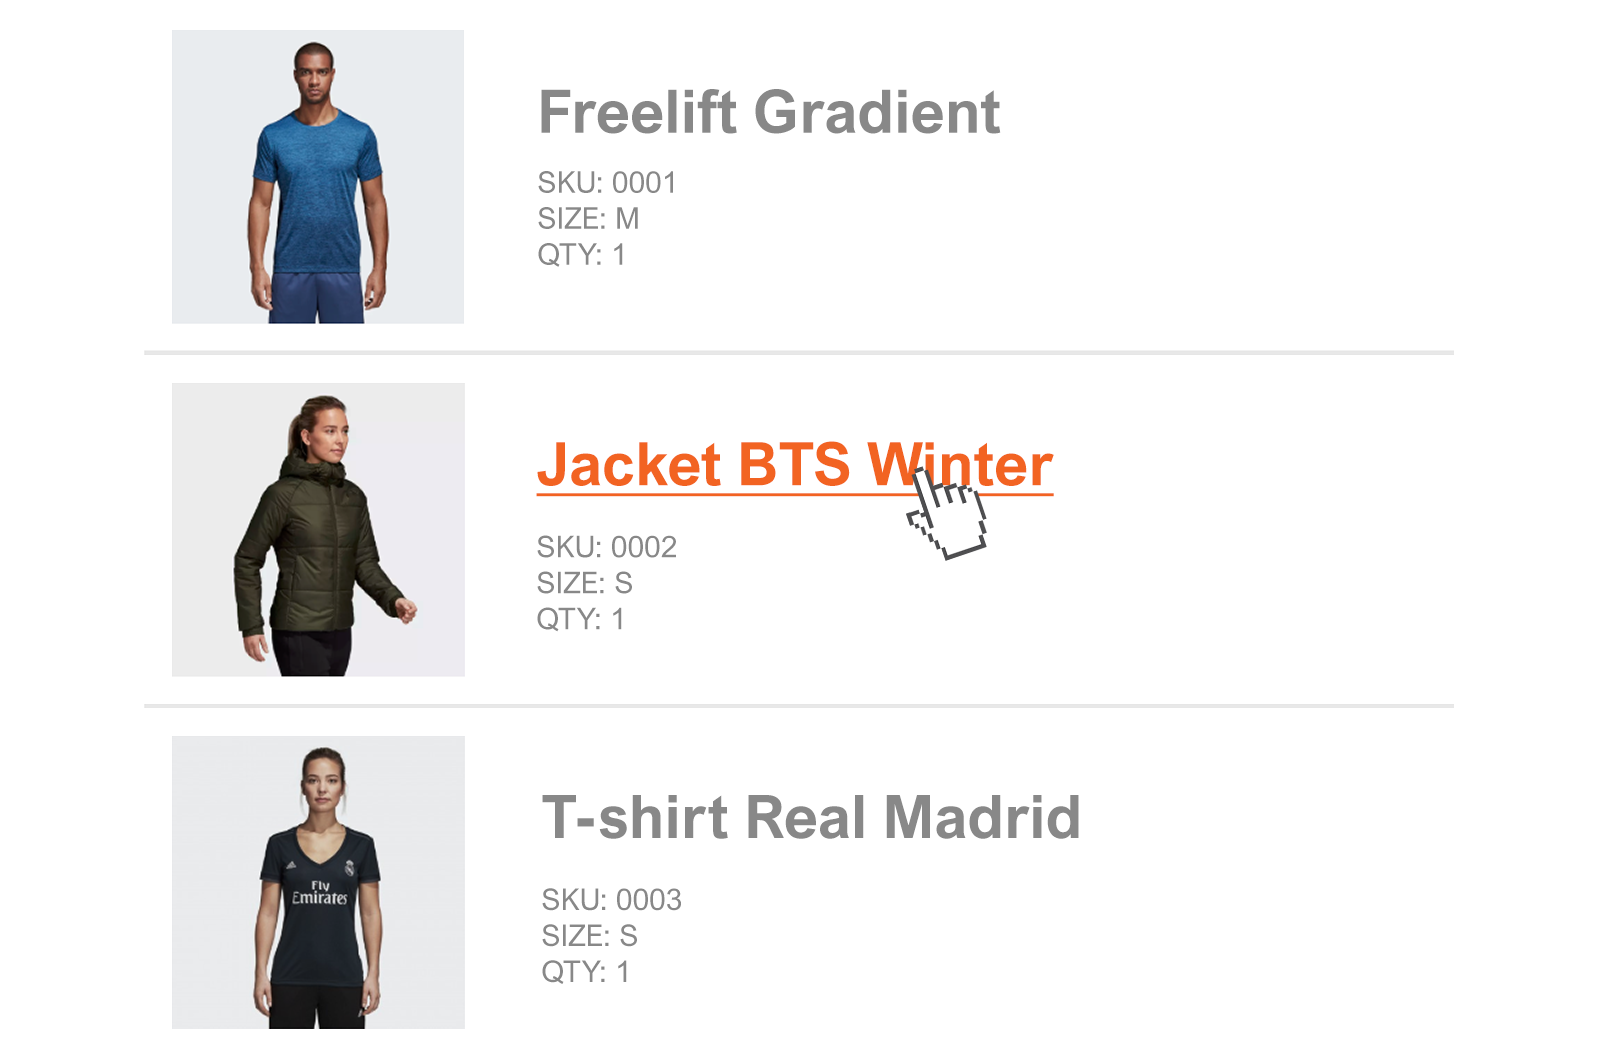 Freelift Gradient
SKU: 0001
SIZE: M
QTY: 1
Jacket BTS Winter
SKU: 0002
SIZE: S
QTY: 1
Fly
Emirates
T-shirt Real Madrid
SKU: 0003
SIZE: S
QTY: 1